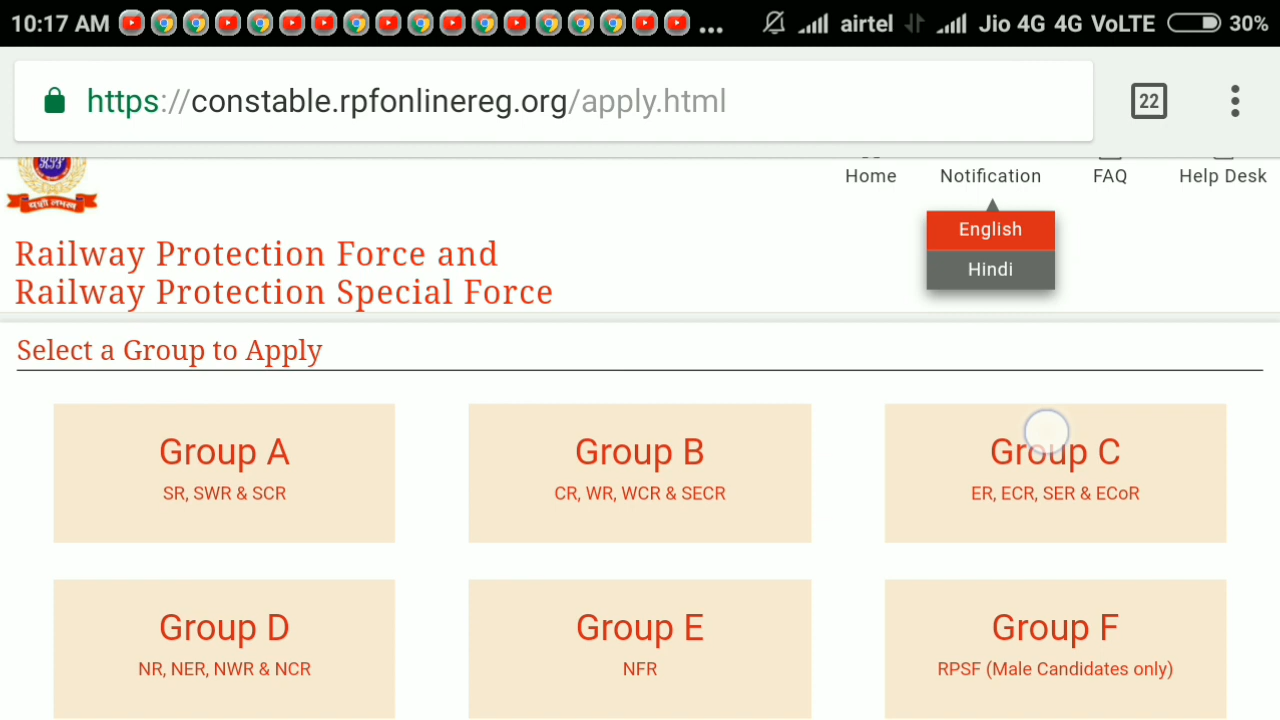 10:17 AM ... airtel Jio 4G 4G VoLTE 30%
https://constable.rpfonlinereg.org/apply.html 22
Home Notification FAQ Help Desk
English
Hindi
Railway Protection Force and
Railway Protection Special Force
Select a Group to Apply
Group A
SR, SWR & SCR
Group B
CR, WR, WCR & SECR
Group C
ER, ECR, SER & ECoR
Group D
NR, NER, NWR & NCR
Group E
NFR
Group F
RPSF (Male Candidates only)